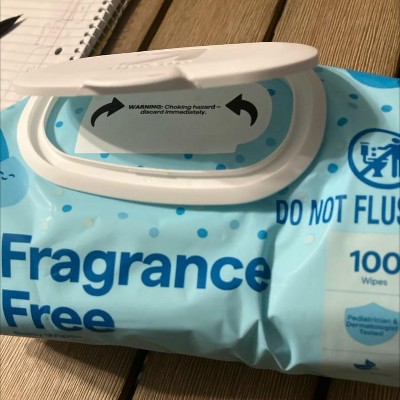 WARNING: Choking hazard –
discard immediately.
DO NOT FLUS
Fragrance
Free
100
Wipes
Pediatrician &
Dermatologist
Tested